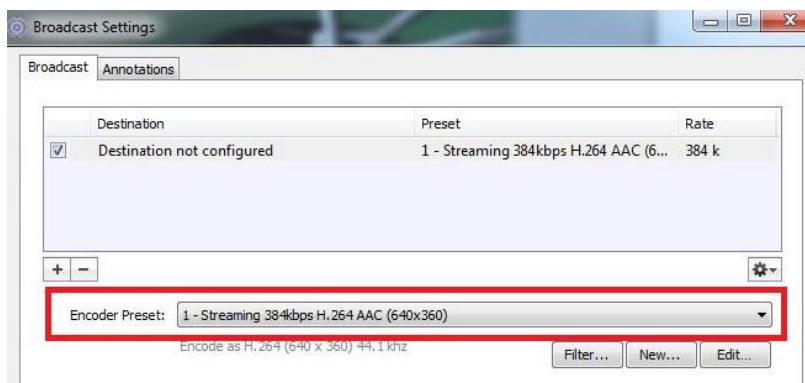 Broadcast Settings
Broadcast Annotations
Destination Preset Rate
Destination not configured 1 - Streaming 384kbps H.264 AAC (6... 384 k
+ −
Encoder Preset: 1 - Streaming 384kbps H.264 AAC (640x360)
Encode as H.264 (640 x 360) 44.1 khz
Filter... New... Edit...